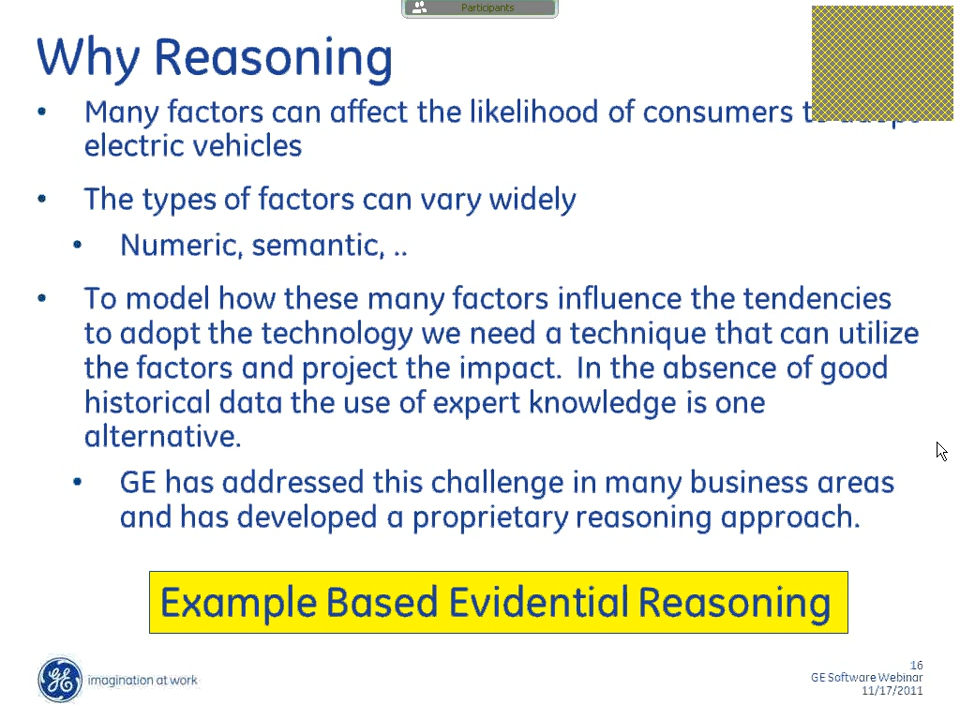 Participants
Why Reasoning
• Many factors can affect the likelihood of consumers
electric vehicles
• The types of factors can vary widely
• Numeric, semantic, ..
• To model how these many factors influence the tendencies
to adopt the technology we need a technique that can utilize
the factors and project the impact. In the absence of good
historical data the use of expert knowledge is one
alternative.
• GE has addressed this challenge in many business areas
and has developed a proprietary reasoning approach.
Example Based Evidential Reasoning
GE imagination at work
16
GE Software Webinar
11/17/2011